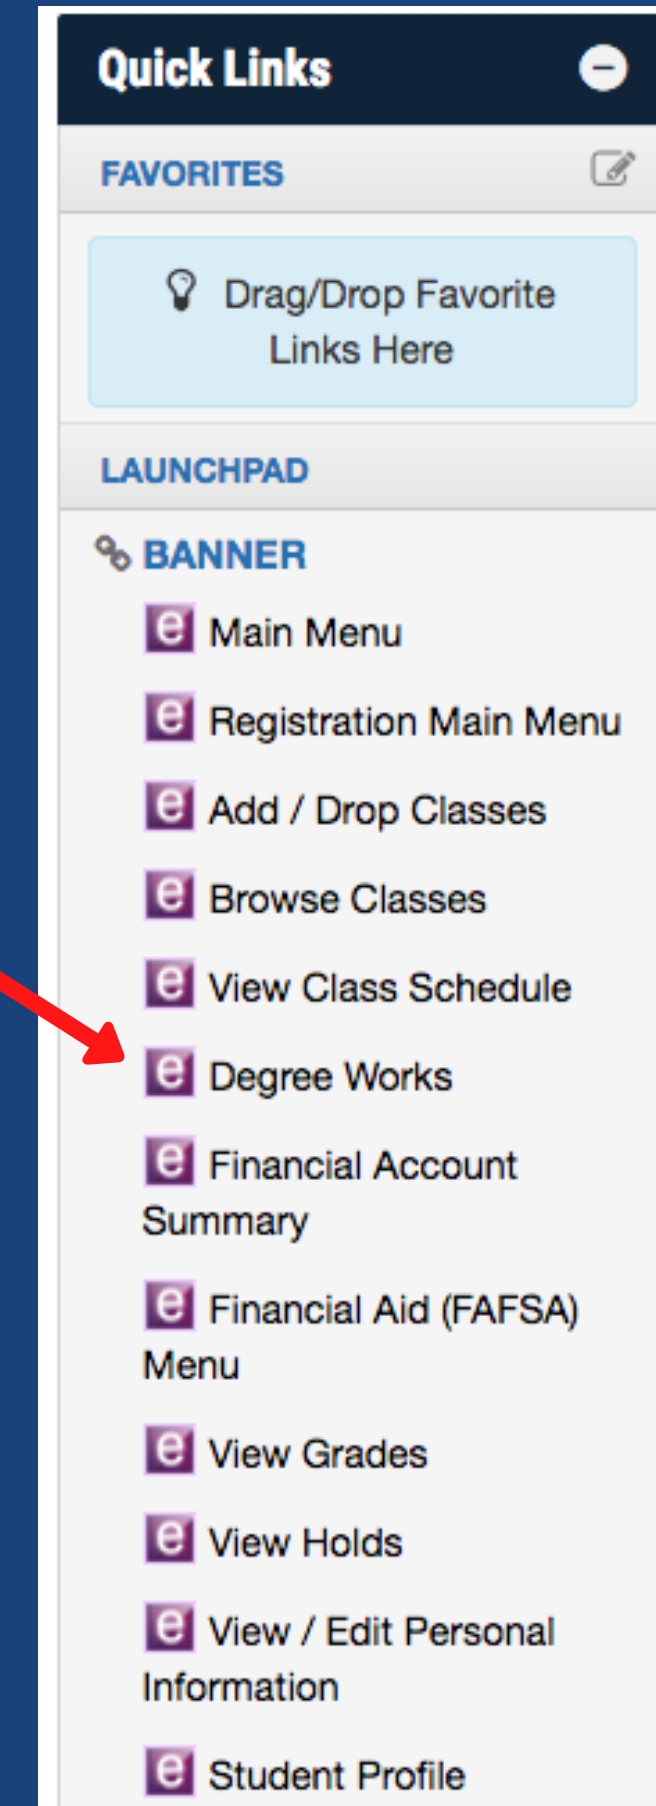 Quick Links
FAVORITES
Drag/Drop Favorite
Links Here
LAUNCHPAD
BANNER
e Main Menu
e Registration Main Menu
e Add / Drop Classes
e Browse Classes
e View Class Schedule
e Degree Works
e Financial Account
Summary
e Financial Aid (FAFSA)
Menu
e View Grades
e View Holds
e View / Edit Personal
Information
e Student Profile